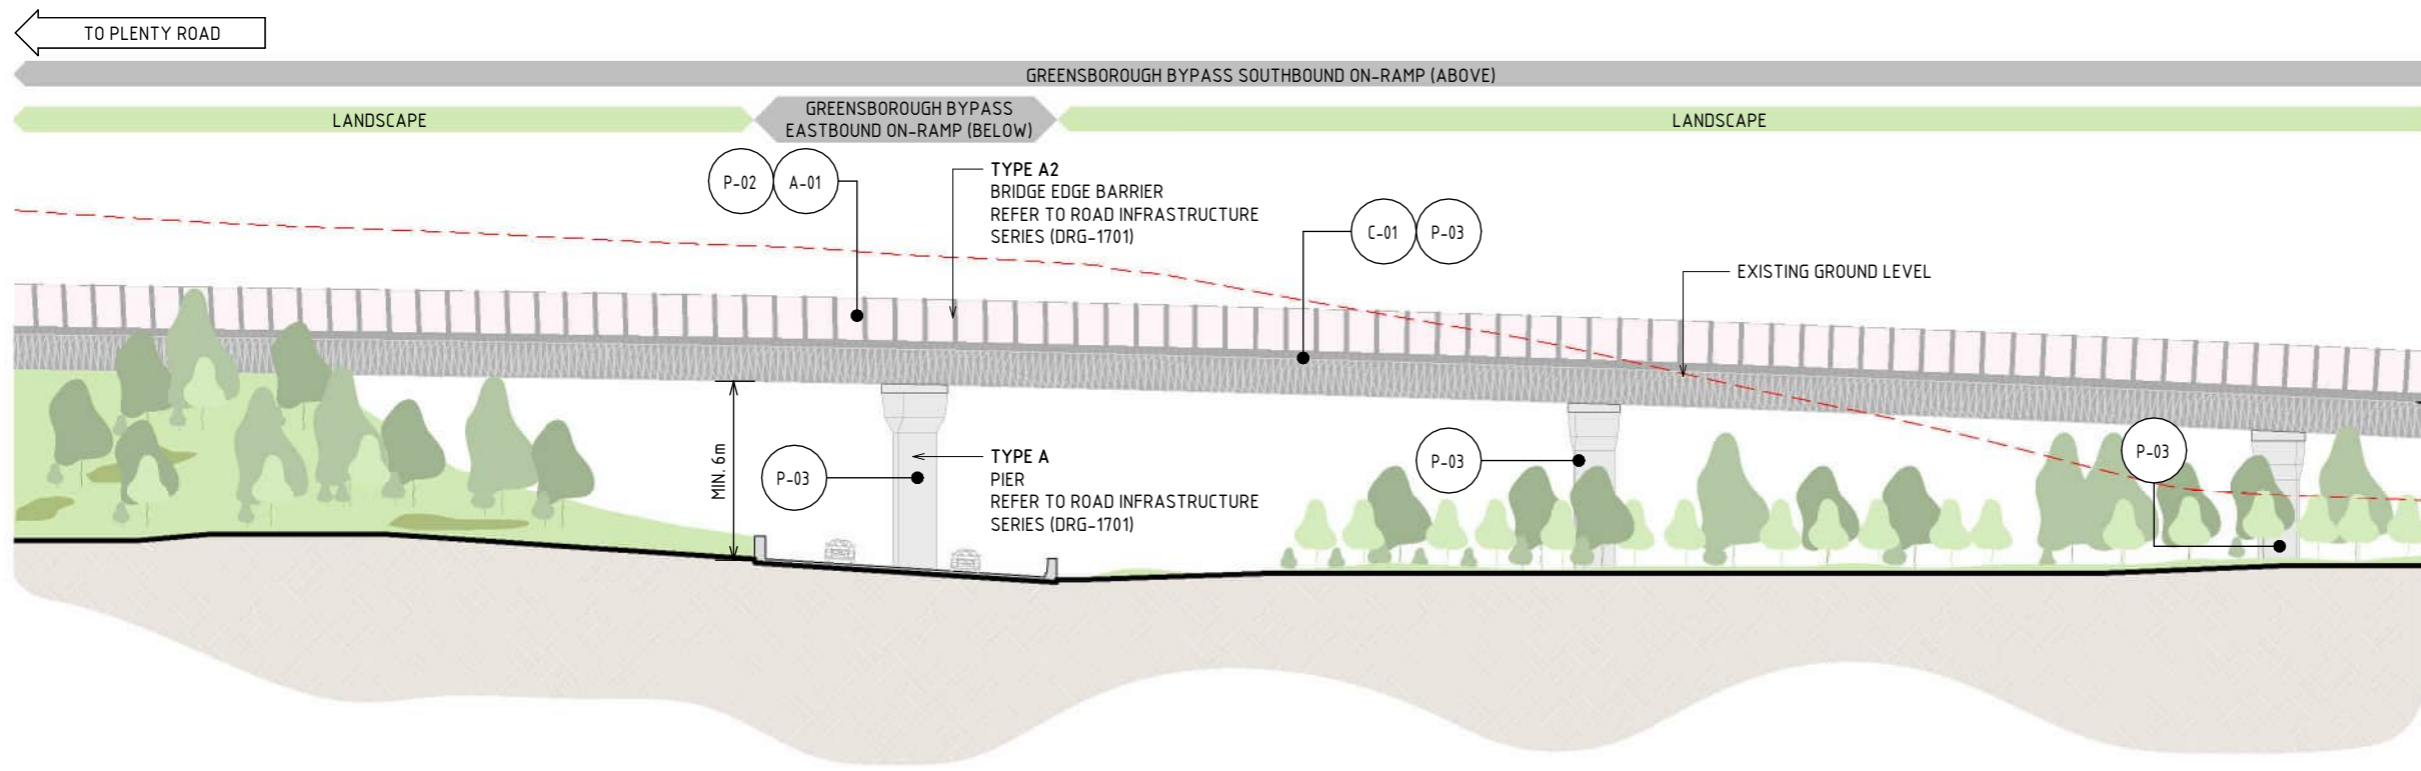 TO PLENTY ROAD
GREENSBOROUGH BYPASS SOUTHBOUND ON-RAMP (ABOVE)
LANDSCAPE
GREENSBOROUGH BYPASS
EASTBOUND ON-RAMP (BELOW)
LANDSCAPE
P-02
A-01
TYPE A2
BRIDGE EDGE BARRIER
REFER TO ROAD INFRASTRUCTURE
SERIES (DRG-1701)
C-01
P-03
EXISTING GROUND LEVEL
MIN. 6m
P-03
TYPE A
PIER
REFER TO ROAD INFRASTRUCTURE
SERIES (DRG-1701)
P-03
P-03